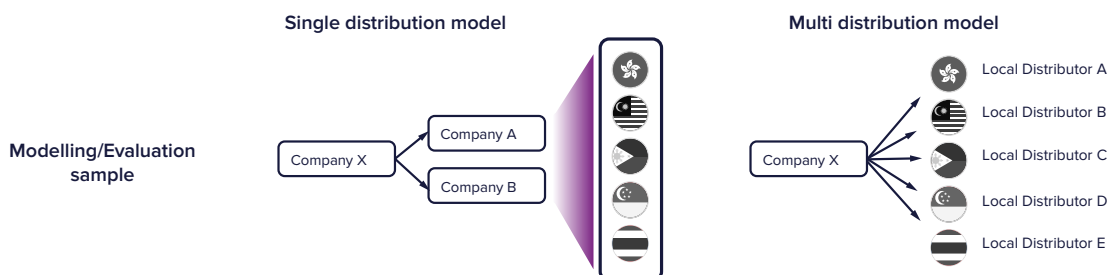 Single distribution model
Multi distribution model
Modelling/Evaluation
sample
Company X
Company A
Company B
Company X
Local Distributor A
Local Distributor B
Local Distributor C
Local Distributor D
Local Distributor E